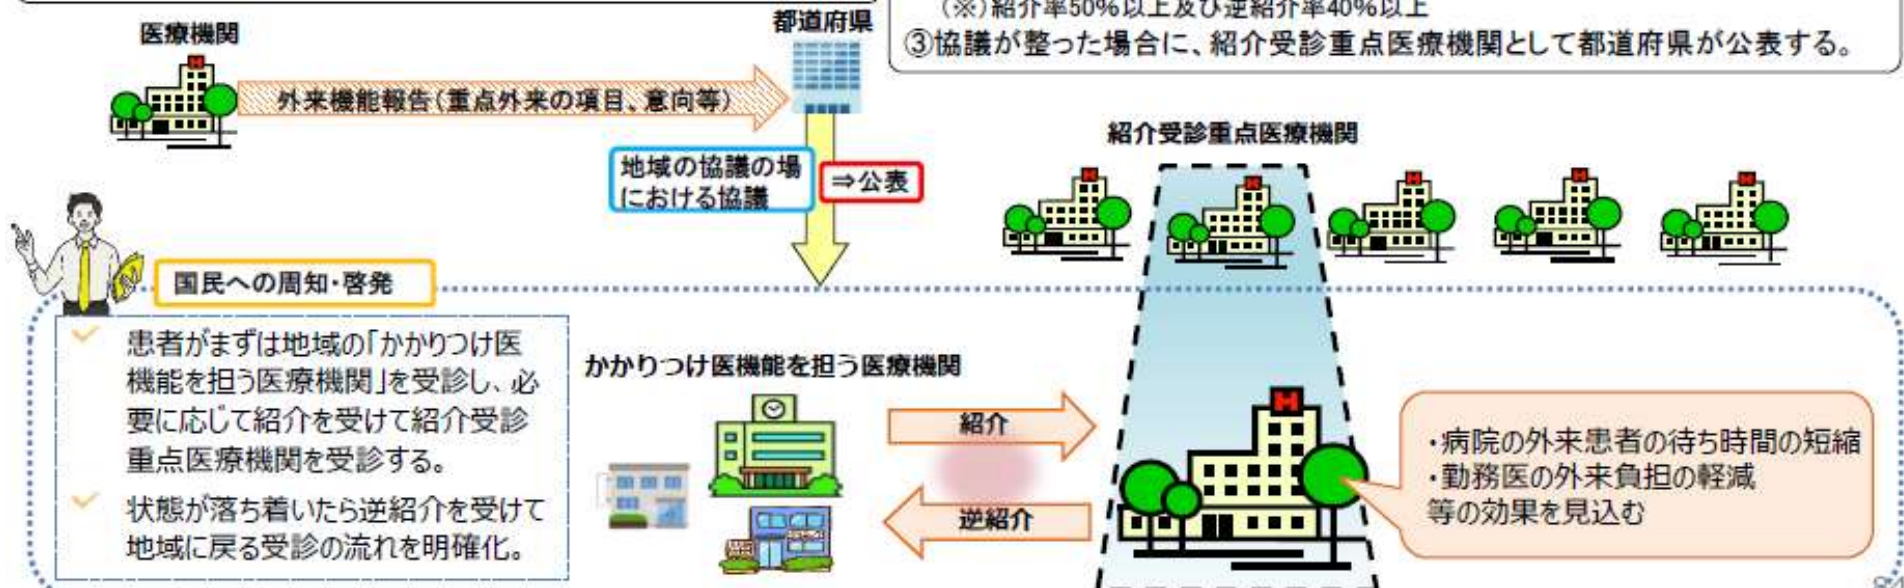 (※)紹介率50%以上及び逆紹介率40%以上
③協議が整った場合に、紹介受診重点医療機関として都道府県が公表する。
都道府県
医療機関
外来機能報告(重点外来の項目、意向等)
地域の協議の場
における協議
⇒公表
紹介受診重点医療機関
国民への周知・啓発
患者がまずは地域の「かかりつけ医
機能を担う医療機関」を受診し、必
要に応じて紹介を受けて紹介受診
重点医療機関を受診する。
状態が落ち着いたら逆紹介を受けて
地域に戻る受診の流れを明確化。
かかりつけ医機能を担う医療機関
紹介
逆紹介
・病院の外来患者の待ち時間の短縮
・勤務医の外来負担の軽減
等の効果を見込む